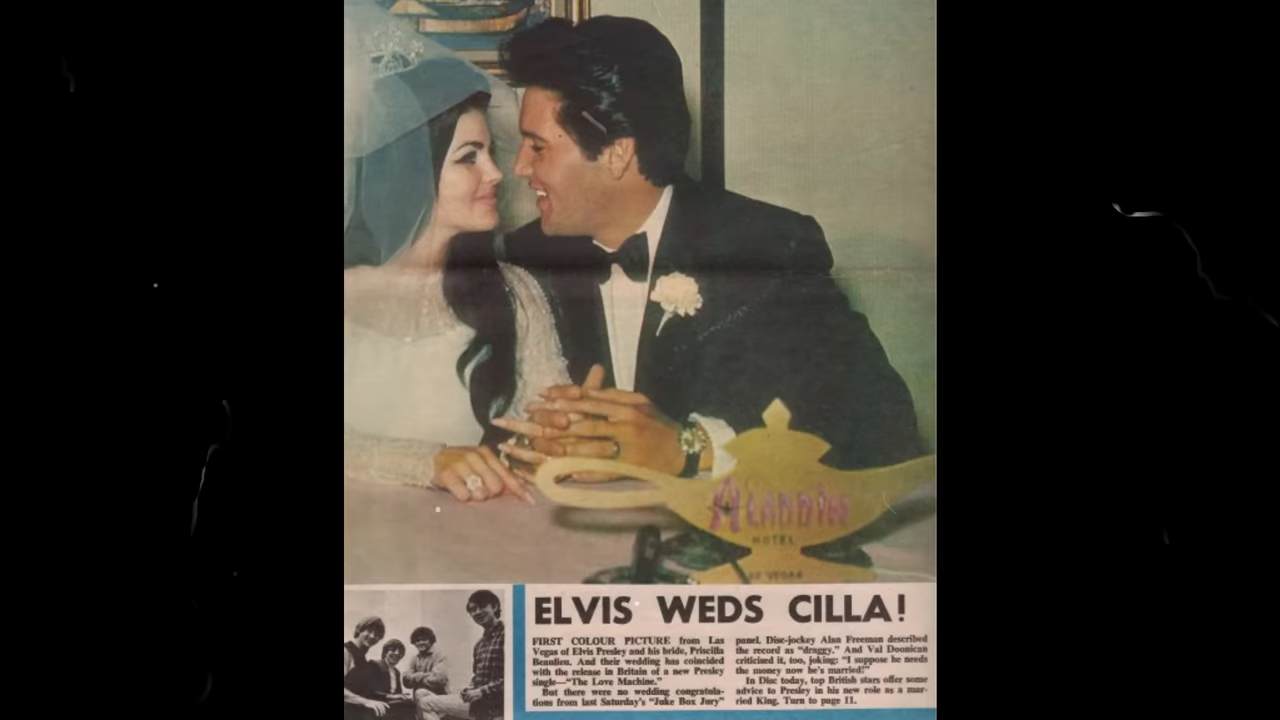 ALADDIN
HOTEL
LAS VEGAS
ELVIS WEDS CILLA!
FIRST COLOUR PICTURE from Las
Vegas of Elvis Presley and his bride, Priscilla
Beaulieu. And their wedding has coincided
with the release in Britain of a new Presley
single—“The Love Machine.”
But there were no wedding congratula-
tions from last Saturday's “Juke Box Jury”
panel. Disc-jockey Alan Freeman described
the record as “draggy.” And Val Doonican
criticised it, too, joking: “I suppose he needs
the money now he's married!”
In Disc today, top British stars offer some
advice to Presley in his new role as a mar-
ried King. Turn to page 11.